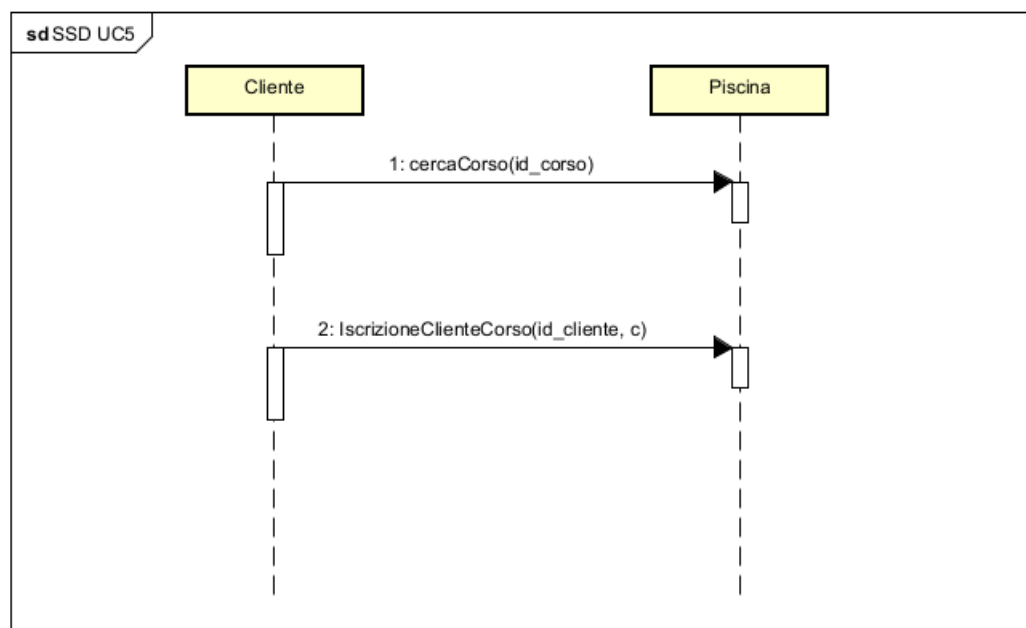 sd SSD UC5
Cliente
Piscina
1: cercaCorso(id_corso)
2: IscrizioneClienteCorso(id_cliente, c)